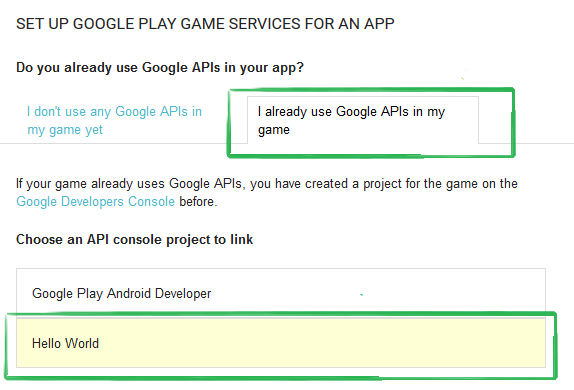 SET UP GOOGLE PLAY GAME SERVICES FOR AN APP
Do you already use Google APIs in your app?
I don't use any Google APIs in
my game yet
I already use Google APIs in my
game
If your game already uses Google APIs, you have created a project for the game on the
Google Developers Console before.
Choose an API console project to link
Google Play Android Developer
Hello World